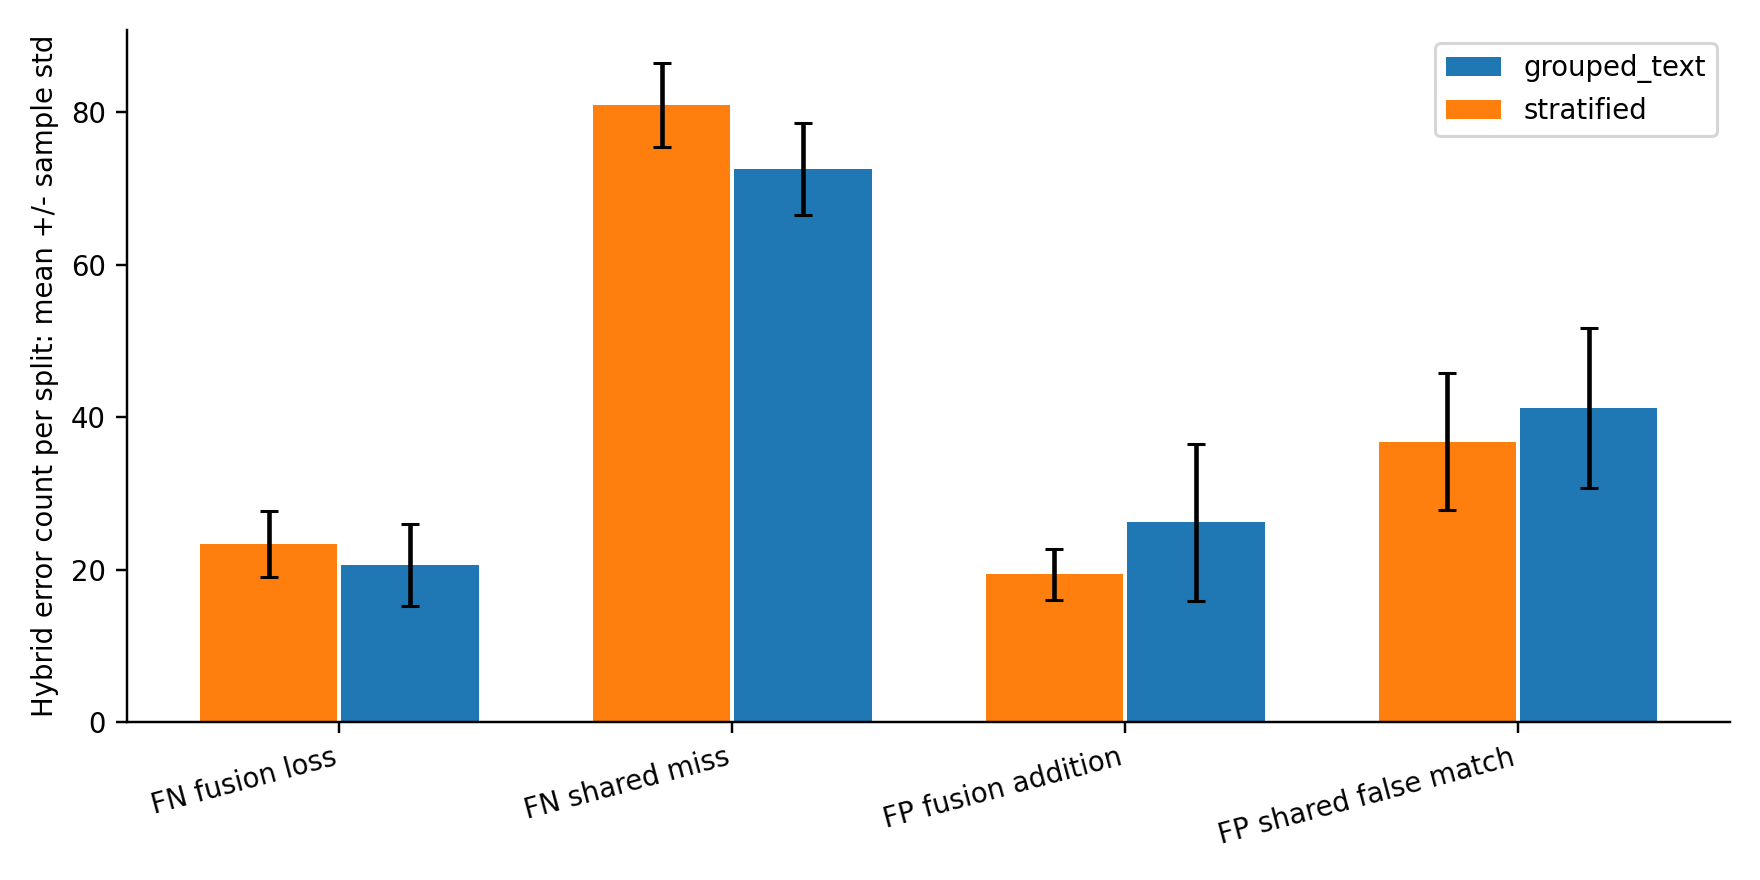 Hybrid error count per split: mean +/- sample std
80
60
40
20
0
grouped_text
stratified
FN fusion loss
FN shared miss
FP fusion addition
FP shared false match